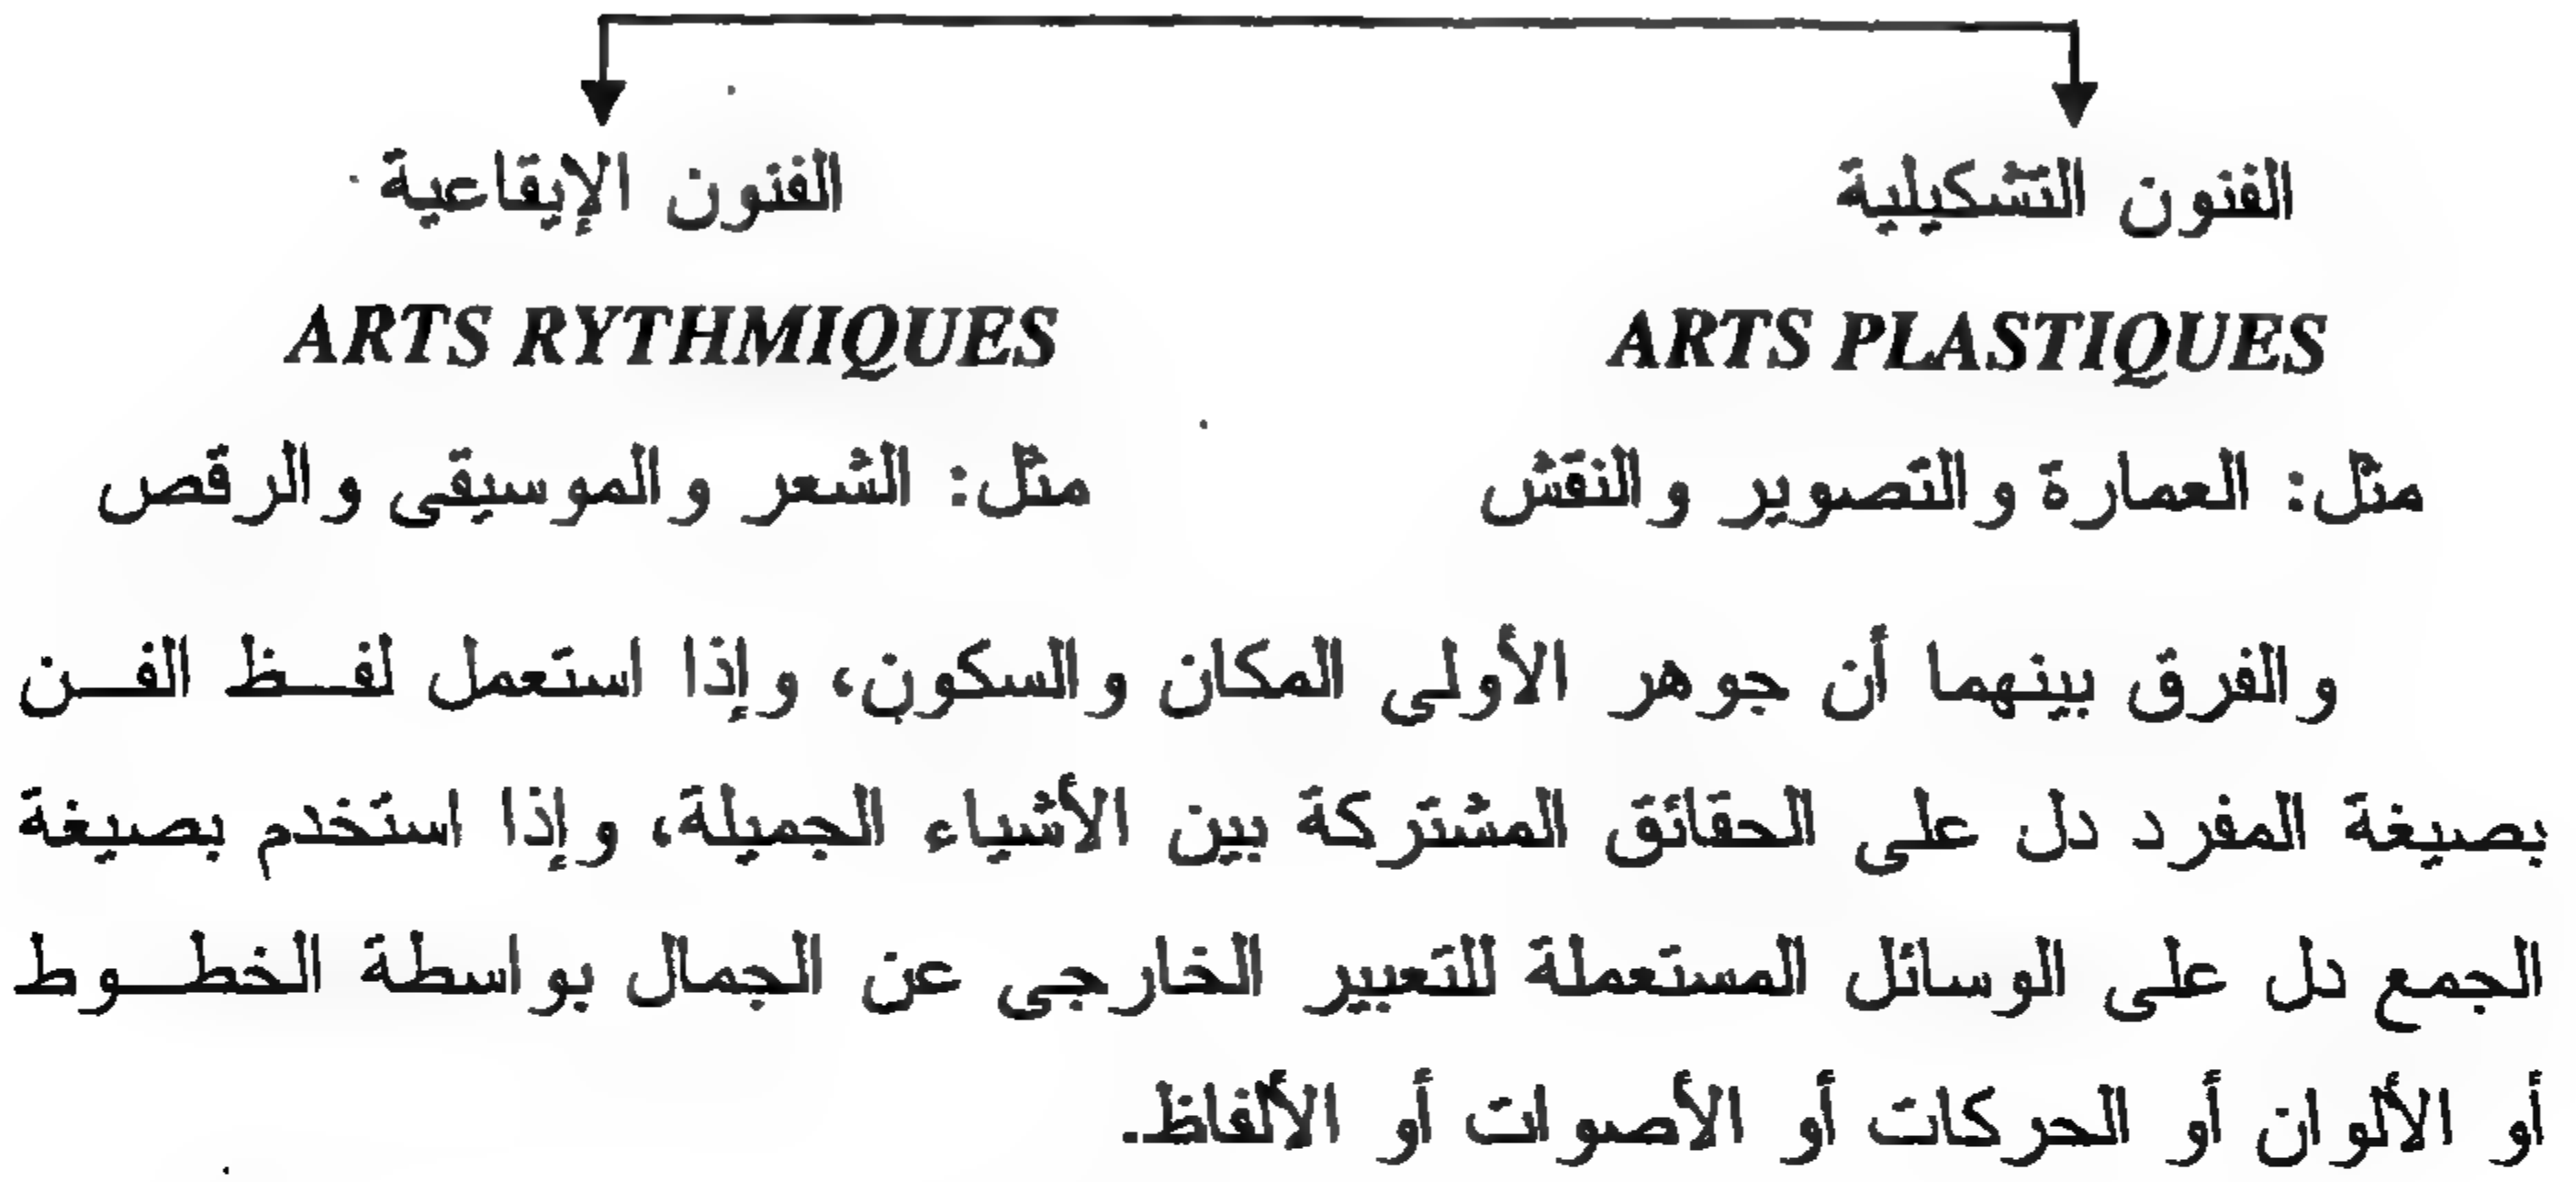 الفنون التشكيلية
ARTS PLASTIQUES
مثل: العمارة والتصوير والنقش
الفنون الإيقاعية
ARTS RYTHMIQUES
مثل: الشعر والموسيقى والرقص
والفرق بينهما أن جوهر الأولى المكان والسكون، وإذا استعمل لفظ الفن
بصيغة المفرد دل على الحقائق المشتركة بين الأشياء الجميلة، وإذا استخدم بصيغة
الجمع دل على الوسائل المستعملة للتعبير الخارجى عن الجمال بواسطة الخطوط
أو الألوان أو الحركات أو الأصوات أو الألفاظ.